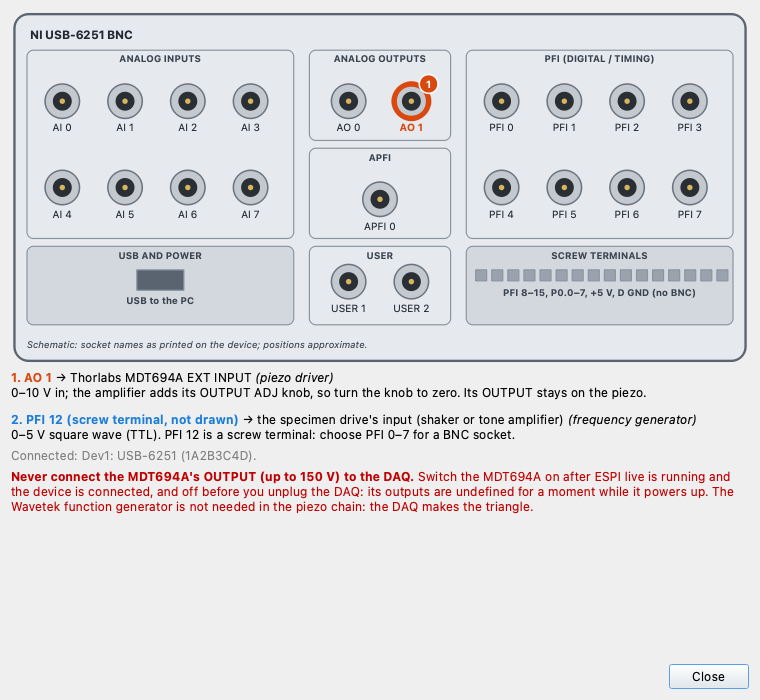 NI USB-6251 BNC
ANALOG INPUTS
AI 0 AI 1 AI 2 AI 3
AI 4 AI 5 AI 6 AI 7
ANALOG OUTPUTS
1
AO 0 AO 1
APFI
APFI 0
PFI (DIGITAL / TIMING)
PFI 0 PFI 1 PFI 2 PFI 3
PFI 4 PFI 5 PFI 6 PFI 7
USB AND POWER
USB to the PC
USER
USER 1 USER 2
SCREW TERMINALS
PFI 8–15, P0.0–7, +5 V, D GND (no BNC)
Schematic: socket names as printed on the device; positions approximate.
1. AO 1 → Thorlabs MDT694A EXT INPUT (piezo driver)
0–10 V in; the amplifier adds its OUTPUT ADJ knob, so turn the knob to zero. Its OUTPUT stays on the piezo.
2. PFI 12 (screw terminal, not drawn) → the specimen drive's input (shaker or tone amplifier) (frequency generator)
0–5 V square wave (TTL). PFI 12 is a screw terminal: choose PFI 0–7 for a BNC socket.
Connected: Dev1: USB-6251 (1A2B3C4D).
Never connect the MDT694A's OUTPUT (up to 150 V) to the DAQ. Switch the MDT694A on after ESPI live is running and
the device is connected, and off before you unplug the DAQ: its outputs are undefined for a moment while it powers up. The
Wavetek function generator is not needed in the piezo chain: the DAQ makes the triangle.
Close